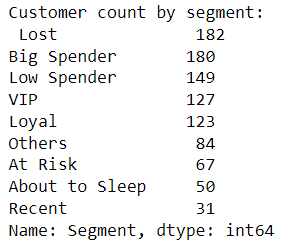 Customer count by segment:
Lost 182
Big Spender 180
Low Spender 149
VIP 127
Loyal 123
Others 84
At Risk 67
About to Sleep 50
Recent 31
Name: Segment, dtype: int64